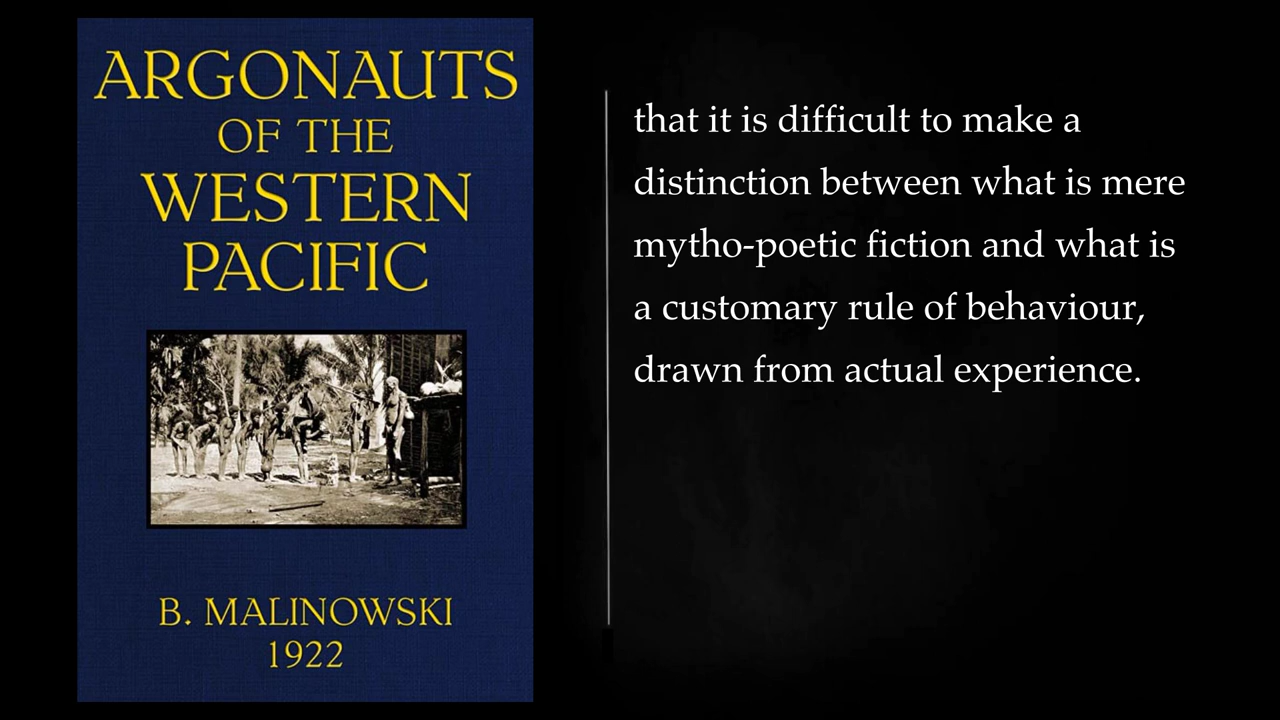 ARGONAUTS
OF THE
WESTERN
PACIFIC
B. MALINOWSKI
1922
that it is difficult to make a
distinction between what is mere
mytho-poetic fiction and what is
a customary rule of behaviour,
drawn from actual experience.